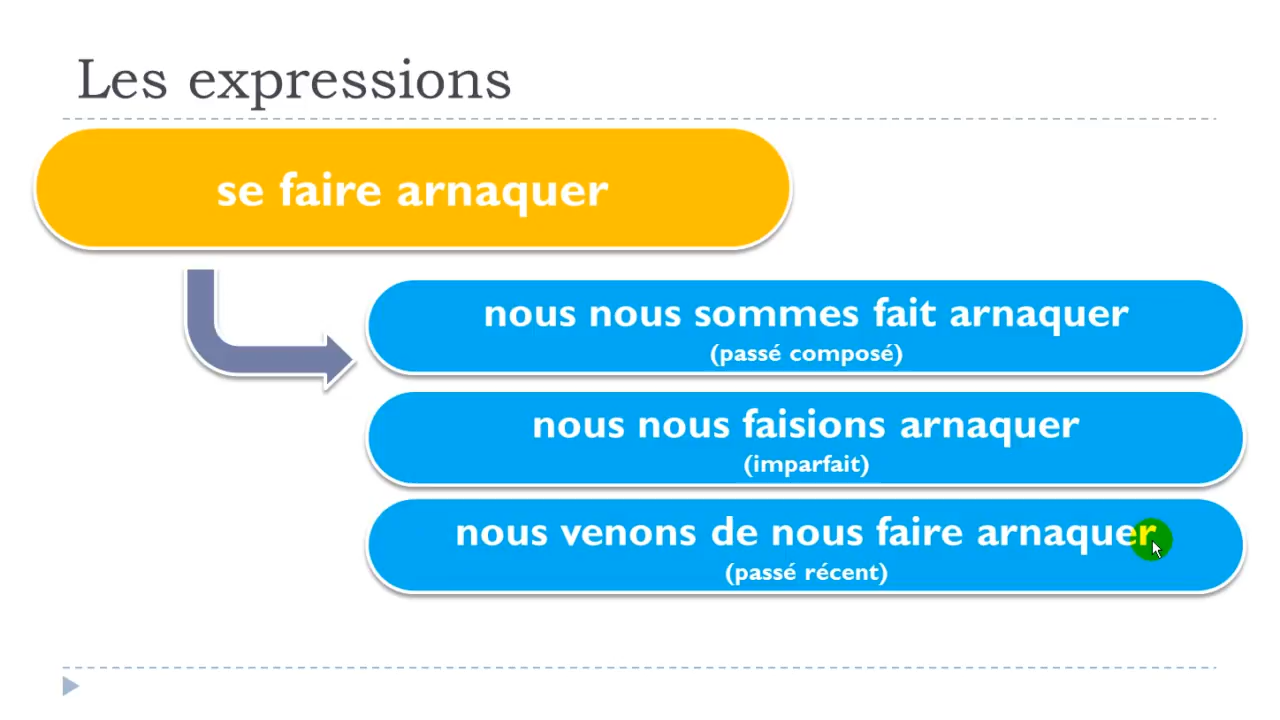 Les expressions
se faire arnaquer
nous nous sommes fait arnaquer
(passé composé)
nous nous faisions arnaquer
(imparfait)
nous venons de nous faire arnaquer
(passé récent)